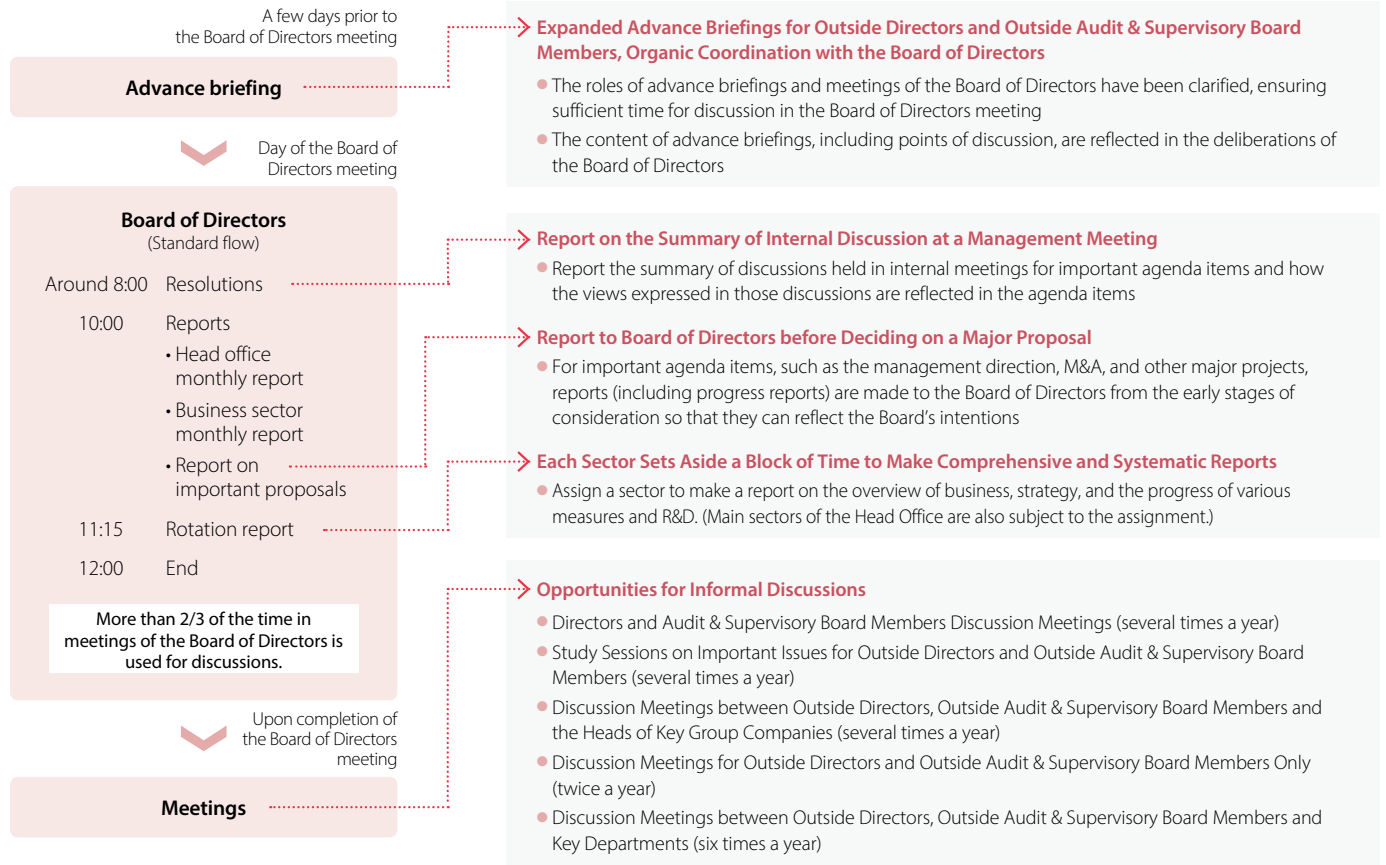 A few days prior to
the Board of Directors meeting
Advance briefing
Expanded Advance Briefings for Outside Directors and Outside Audit & Supervisory Board
Members, Organic Coordination with the Board of Directors
● The roles of advance briefings and meetings of the Board of Directors have been clarified, ensuring
sufficient time for discussion in the Board of Directors meeting
● The content of advance briefings, including points of discussion, are reflected in the deliberations of
the Board of Directors
Day of the Board of
Directors meeting
Board of Directors
(Standard flow)
Around 8:00 Resolutions
10:00 Reports
• Head office
monthly report
• Business sector
monthly report
• Report on
important proposals
11:15 Rotation report
12:00 End
More than 2/3 of the time in
meetings of the Board of Directors is
used for discussions.
Report on the Summary of Internal Discussion at a Management Meeting
● Report the summary of discussions held in internal meetings for important agenda items and how
the views expressed in those discussions are reflected in the agenda items
Report to Board of Directors before Deciding on a Major Proposal
● For important agenda items, such as the management direction, M&A, and other major projects,
reports (including progress reports) are made to the Board of Directors from the early stages of
consideration so that they can reflect the Board's intentions
Each Sector Sets Aside a Block of Time to Make Comprehensive and Systematic Reports
● Assign a sector to make a report on the overview of business, strategy, and the progress of various
measures and R&D. (Main sectors of the Head Office are also subject to the assignment.)
Upon completion of
the Board of Directors
meeting
Meetings
Opportunities for Informal Discussions
● Directors and Audit & Supervisory Board Members Discussion Meetings (several times a year)
● Study Sessions on Important Issues for Outside Directors and Outside Audit & Supervisory Board
Members (several times a year)
● Discussion Meetings between Outside Directors, Outside Audit & Supervisory Board Members and
the Heads of Key Group Companies (several times a year)
● Discussion Meetings for Outside Directors and Outside Audit & Supervisory Board Members Only
(twice a year)
● Discussion Meetings between Outside Directors, Outside Audit & Supervisory Board Members and
Key Departments (six times a year)